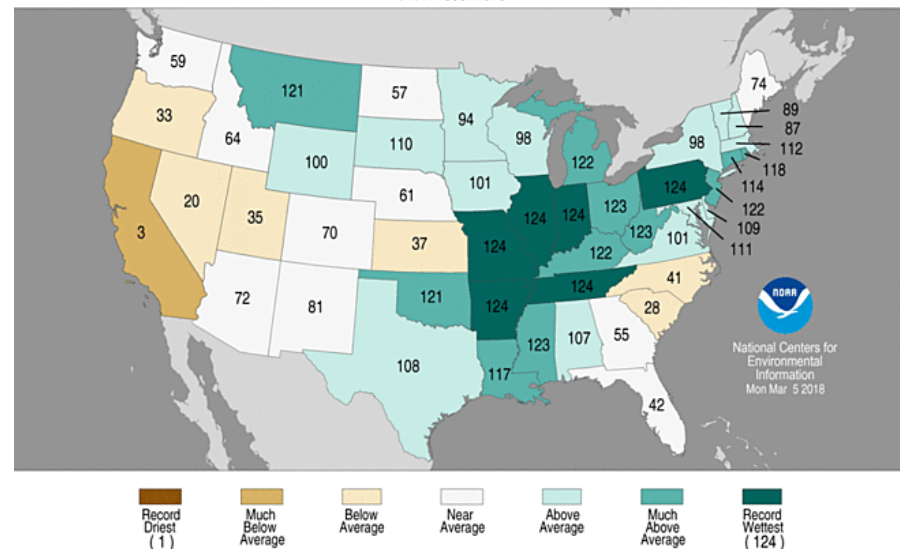 59
121
57
94
74
33
64
110
98
98
89
87
112
118
114
122
109
111
100
101
122
20
35
61
124
124
123
124
3
70
37
124
123
101
122
41
72
81
121
124
124
28
108
117
123
107
55
42
NOAA
National Centers for
Environmental
Information
Mon Mar 5 2018
Record
Driest
( 1 )
Much
Below
Average
Below
Average
Near
Average
Above
Average
Much
Above
Average
Record
Wettest
( 124 )